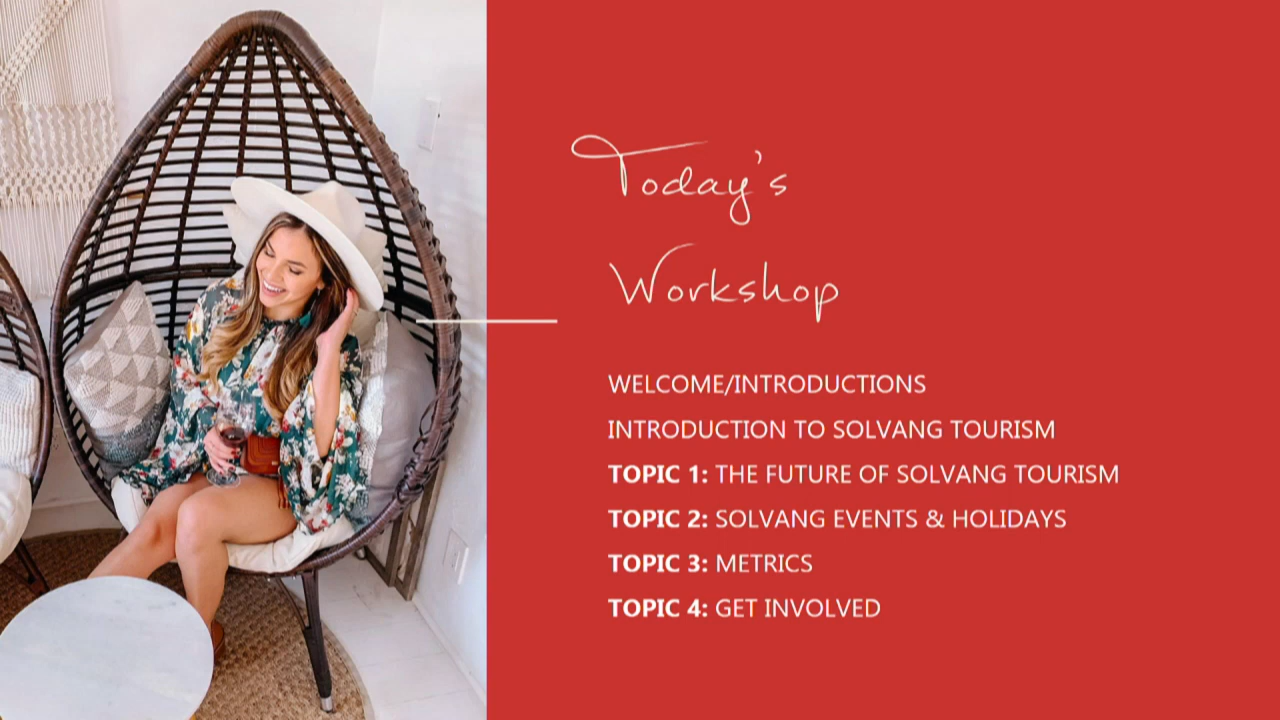 Today's
Workshop
WELCOME/INTRODUCTIONS
INTRODUCTION TO SOLVANG TOURISM
TOPIC 1: THE FUTURE OF SOLVANG TOURISM
TOPIC 2: SOLVANG EVENTS & HOLIDAYS
TOPIC 3: METRICS
TOPIC 4: GET INVOLVED